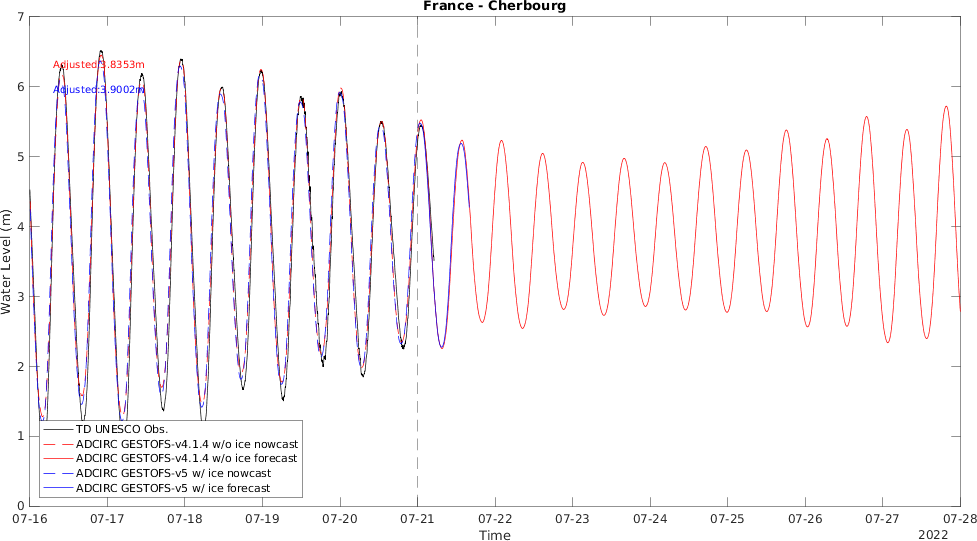 France - Cherbourg
7
6
5
4
3
2
1
0
Water Level (m)
Adjusted:3.8353m
Adjusted:3.9002m
TD UNESCO Obs.
ADCIRC GESTOFS-v4.1.4 w/o ice nowcast
ADCIRC GESTOFS-v4.1.4 w/o ice forecast
ADCIRC GESTOFS-v5 w/ ice nowcast
ADCIRC GESTOFS-v5 w/ ice forecast
07-16 07-17 07-18 07-19 07-20 07-21 07-22 07-23 07-24 07-25 07-26 07-27 07-28
Time
2022